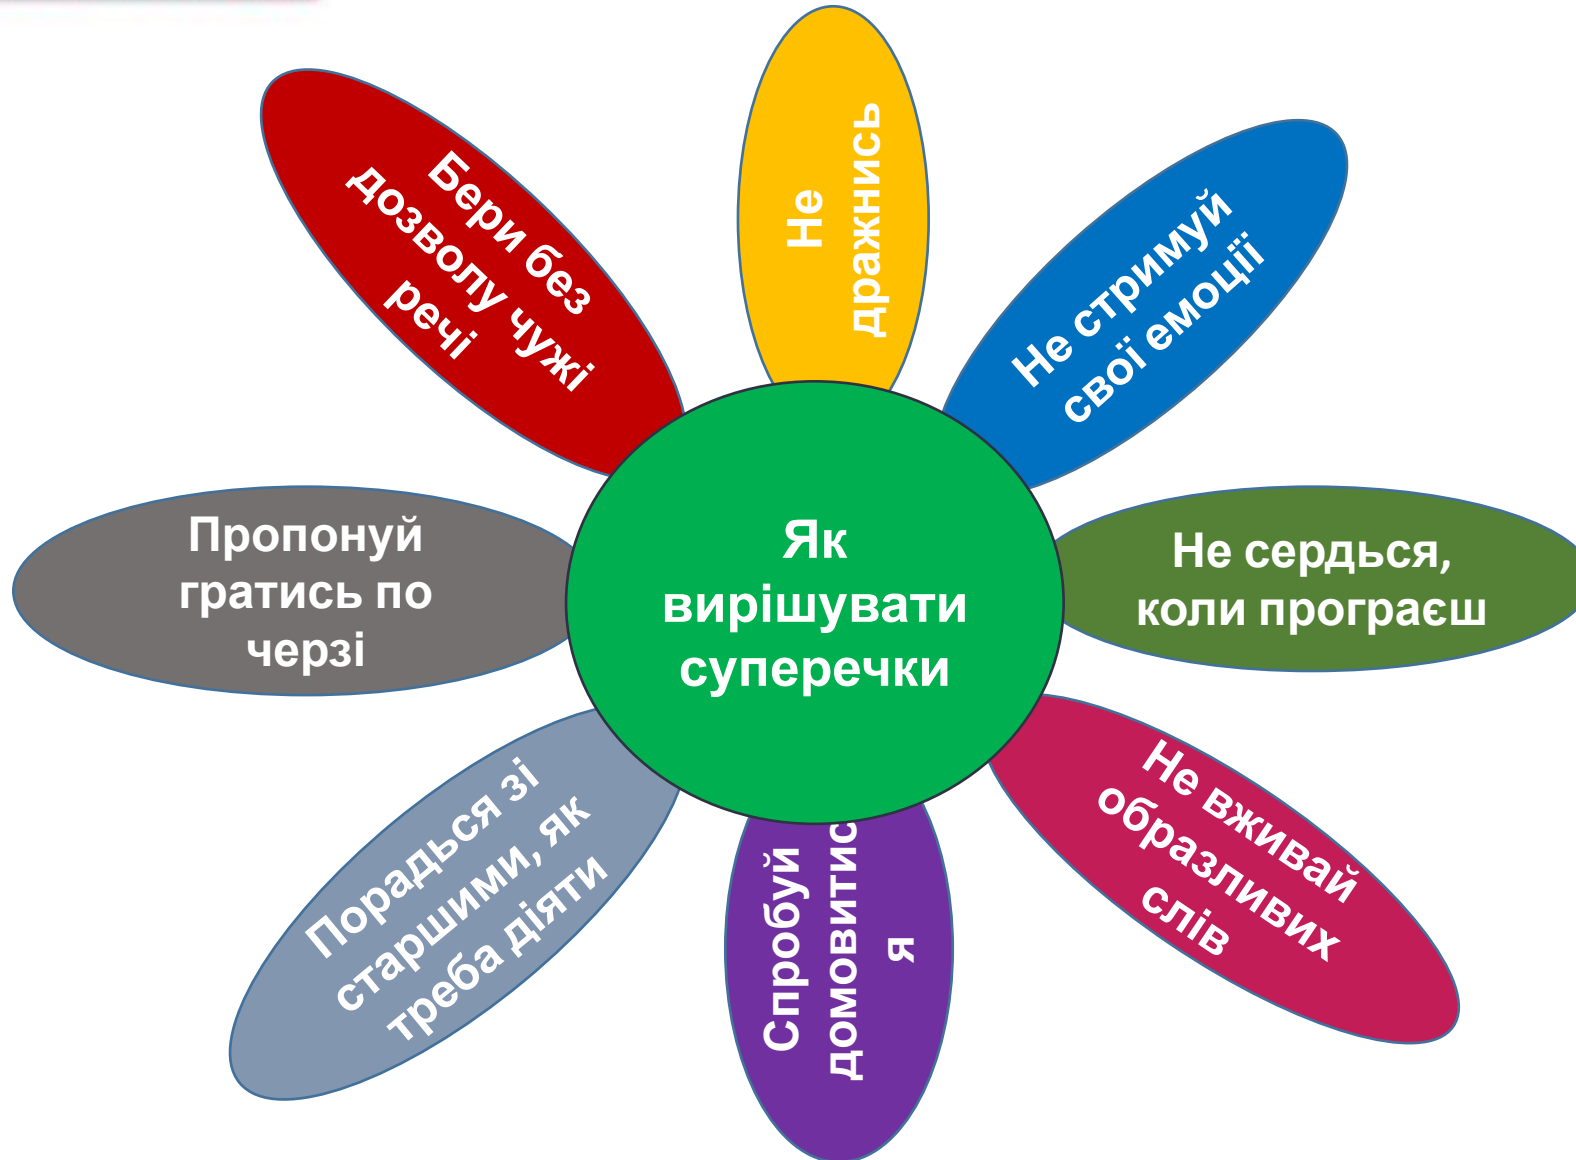 Не
дражнись
Не стримуй
свої емоції
Не сердься,
коли програєш
Не вживай
образливих
слів
Спробуй
домовитис
я
Порадься зі
старшими, як
треба діяти
Пропонуй
гратись по
черзі
Бери без
дозволу чужі
речі
Як
вирішувати
суперечки